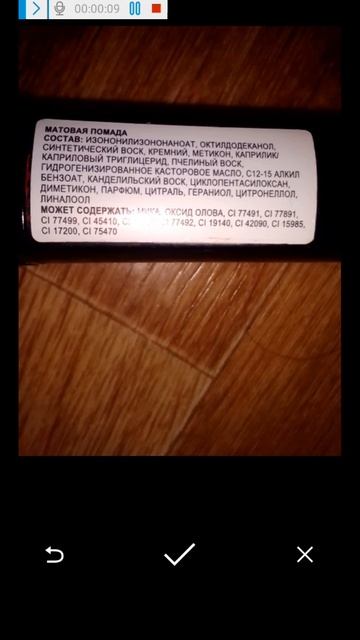 00:00:09
МАТОВАЯ ПОМАДА
СОСТАВ: ИЗОНОНИЛИЗОНОНАНОАТ, ОКТИЛДОДЕКАНОЛ,
СИНТЕТИЧЕСКИЙ ВОСК, КРЕМНИЙ, МЕТИКОН, КАПРИЛИК/
КАПРИЛОВЫЙ ТРИГЛИЦЕРИД, ПЧЕЛИНЫЙ ВОСК,
ГИДРОГЕНИЗИРОВАННОЕ КАСТОРОВОЕ МАСЛО, C12-15 АЛКИЛ
БЕНЗОАТ, КАНДЕЛИЛЬСКИЙ ВОСК, ЦИКЛОПЕНТАСИЛОКСАН,
ДИМЕТИКОН, ПАРФЮМ, ЦИТРАЛЬ, ГЕРАНИОЛ, ЦИТРОНЕЛЛОЛ,
ЛИНАЛООЛ
МОЖЕТ СОДЕРЖАТЬ: ОКСИД ОЛОВА, CI 77491, CI 77891,
CI 77499, CI 45410, 77492, CI 19140, CI 42090, CI 15985,
CI 17200, CI 75470